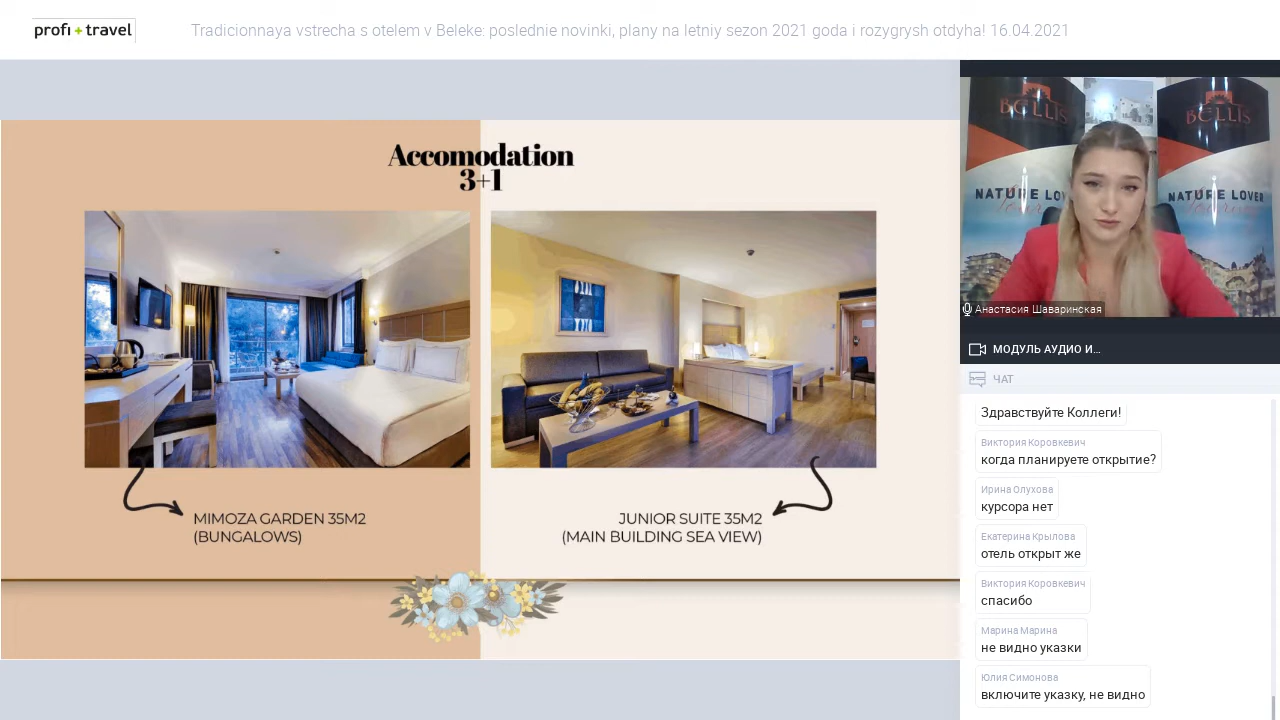 profi + travel
Tradicionnaya vstrecha s otelem v Beleke: poslednie novinki, plany na letniy sezon 2021 goda i rozygrysh otdyha! 16.04.2021
Accomodation
3+1
MIMOZA GARDEN 35M2
(BUNGALOWS)
JUNIOR SUITE 35M2
(MAIN BUILDING SEA VIEW)
BELLIS
BELLIS
NATURE LOVER
NATURE LOVER
Анастасия Шаваринская
МОДУЛЬ АУДИО И...
ЧАТ
Здравствуйте Коллеги!
Виктория Коровкевич
когда планируете открытие?
Ирина Олухова
курсора нет
Екатерина Крылова
отель открыт же
Виктория Коровкевич
спасибо
Марина Марина
не видно указки
Юлия Симонова
включите указку, не видно